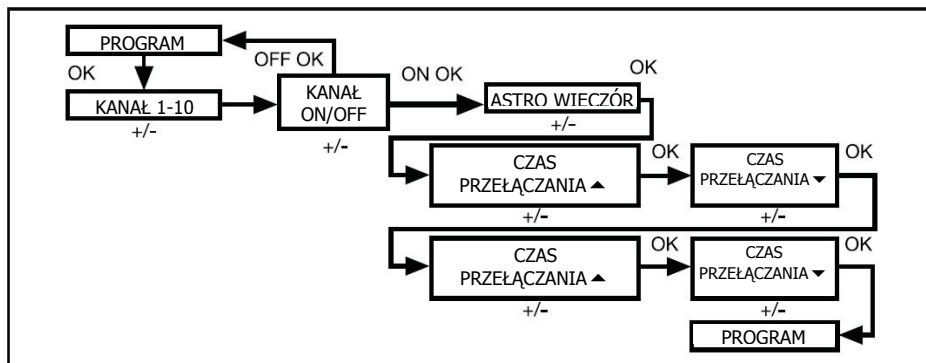 PROGRAM
OK
OFF OK
KANAŁ 1-10
+/-
KANAŁ
ON/OFF
+/-
ON OK
OK
ASTRO WIECZÓR
+/-
CZAS
PRZEŁĄCZANIA ▲
+/-
OK
CZAS
PRZEŁĄCZANIA ▼
+/-
OK
CZAS
PRZEŁĄCZANIA ▲
+/-
OK
CZAS
PRZEŁĄCZANIA ▼
+/-
OK
PROGRAM